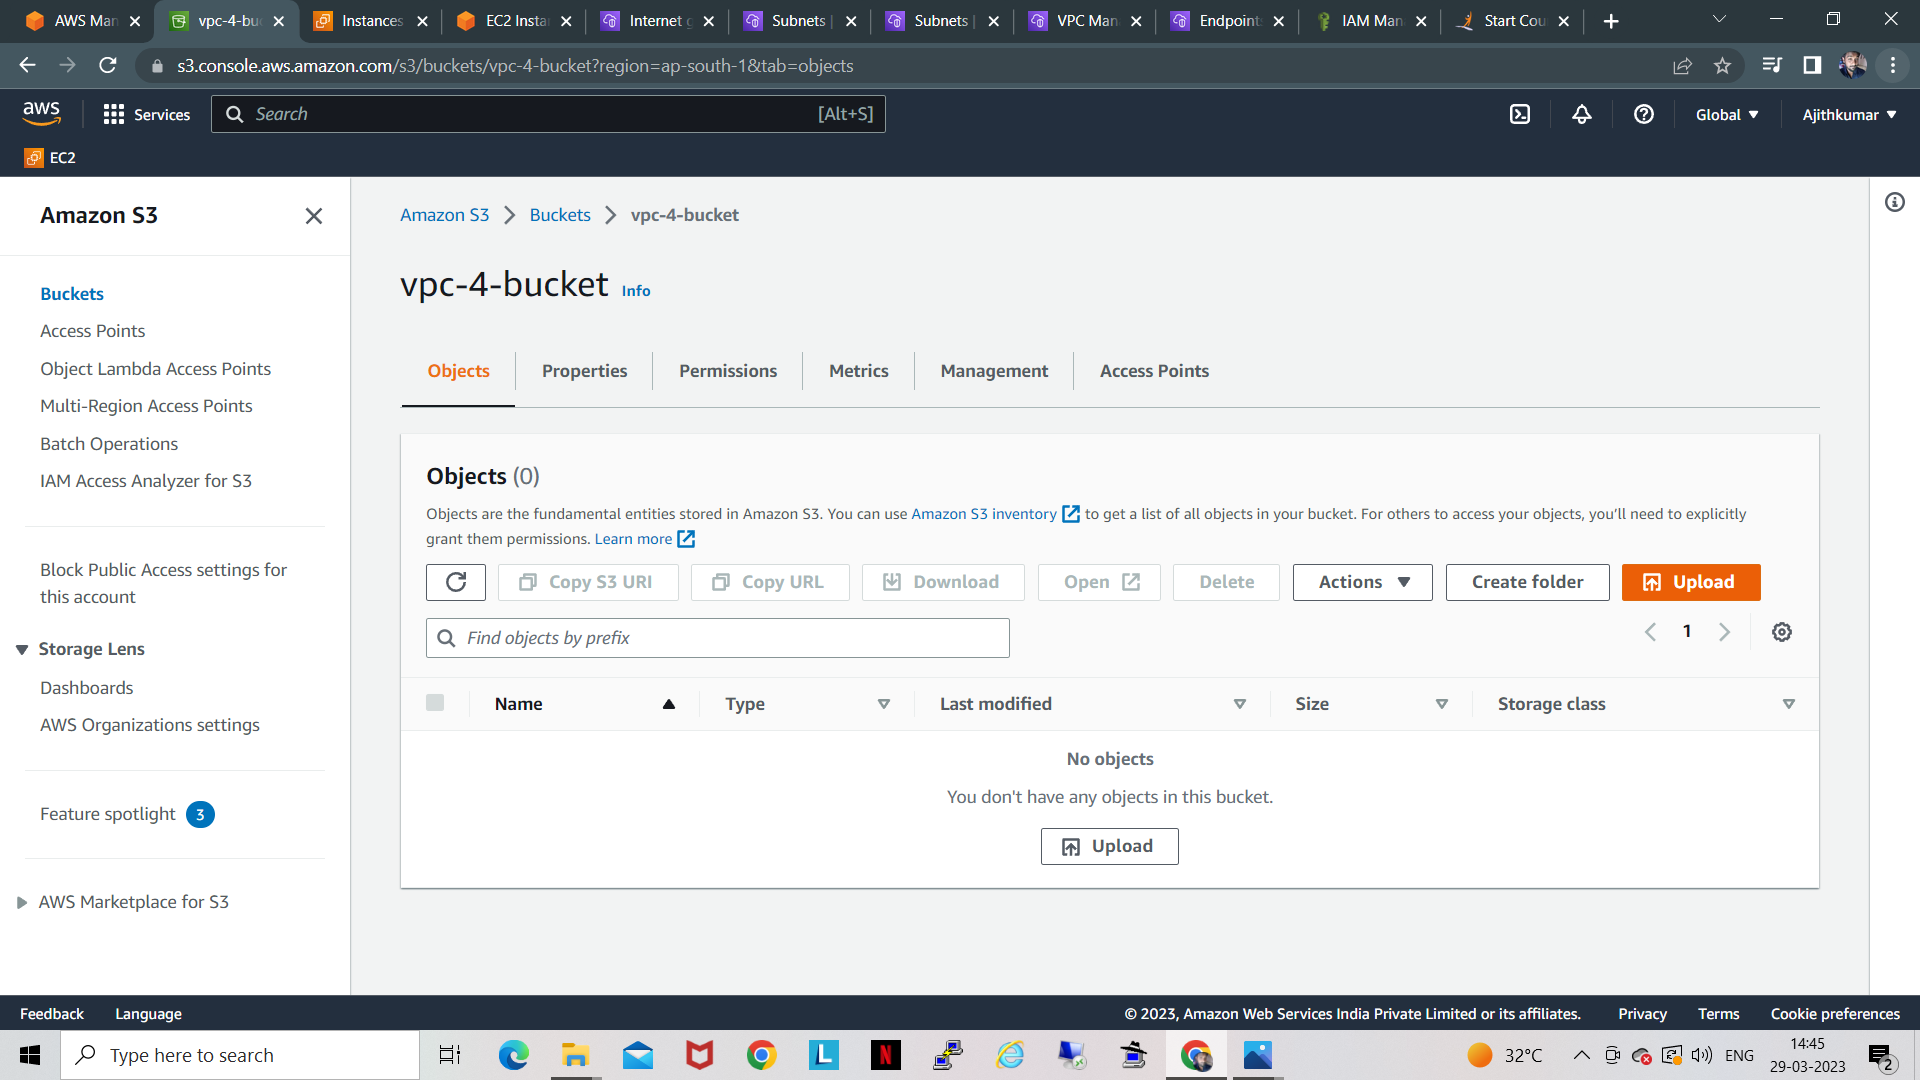 AWS Man
vpc-4-buc
Instances
EC2 Insta
Internet g
Subnets |
Subnets |
VPC Man
Endpoint
IAM Man
Start Cou
s3.console.aws.amazon.com/s3/buckets/vpc-4-bucket?region=ap-south-1&tab=objects
aws
Services
Search
[Alt+S]
Global
Ajithkumar
EC2
Amazon S3
Buckets
Access Points
Object Lambda Access Points
Multi-Region Access Points
Batch Operations
IAM Access Analyzer for S3
Block Public Access settings for
this account
Storage Lens
Dashboards
AWS Organizations settings
Feature spotlight 3
AWS Marketplace for S3
Amazon S3 > Buckets > vpc-4-bucket
vpc-4-bucket Info
Objects
Properties
Permissions
Metrics
Management
Access Points
Objects (0)
Objects are the fundamental entities stored in Amazon S3. You can use Amazon S3 inventory to get a list of all objects in your bucket. For others to access your objects, you'll need to explicitly
grant them permissions. Learn more
Copy S3 URI
Copy URL
Download
Open
Delete
Actions
Create folder
Upload
Find objects by prefix
1
Name
Type
Last modified
Size
Storage class
No objects
You don't have any objects in this bucket.
Upload
Feedback
Language
© 2023, Amazon Web Services India Private Limited or its affiliates.
Privacy
Terms
Cookie preferences
Type here to search
L
N
32°C
ENG
14:45
29-03-2023
2